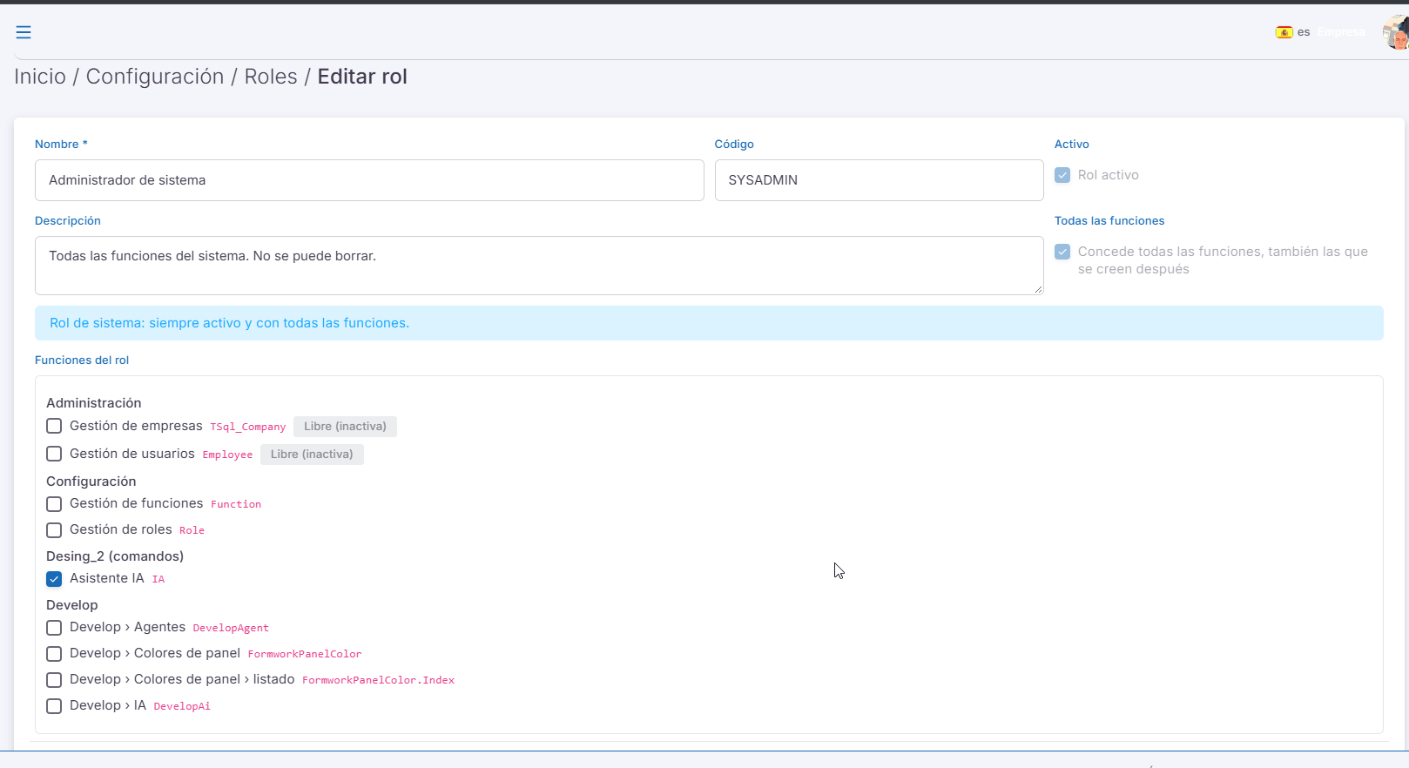 es Empresa
Inicio / Configuración / Roles / Editar rol
Nombre *
Código
Activo
Administrador de sistema
SYSADMIN
Rol activo
Descripción
Todas las funciones
Todas las funciones del sistema. No se puede borrar.
Concede todas las funciones, también las que
se creen después
Rol de sistema: siempre activo y con todas las funciones.
Funciones del rol
Administración
Gestión de empresas TSql_Company Libre (inactiva)
Gestión de usuarios Employee Libre (inactiva)
Configuración
Gestión de funciones Function
Gestión de roles Role
Desing_2 (comandos)
Asistente IA IA
Develop
Develop › Agentes DevelopAgent
Develop › Colores de panel FormworkPanelColor
Develop › Colores de panel › listado FormworkPanelColor.Index
Develop › IA DevelopAi